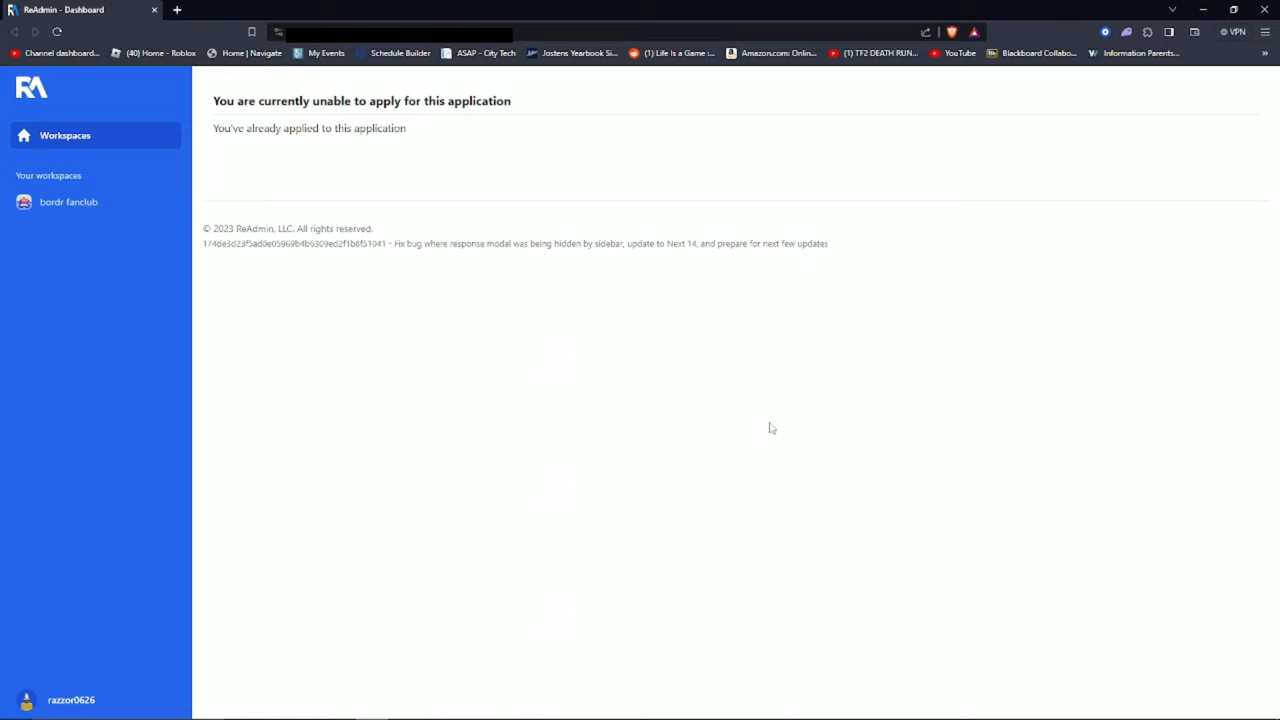 ReAdmin - Dashboard
VPN
Channel dashboard...
(40) Home - Roblox
Home | Navigate
My Events
Schedule Builder
ASAP - City Tech
Jostens Yearbook Si...
(1) Life Is a Game :...
Amazon.com: Onlin...
(1) TF2 DEATH RUN...
YouTube
Blackboard Collabo...
Information Parents...
RA
Workspaces
Your workspaces
bordr fanclub
You are currently unable to apply for this application
You've already applied to this application
© 2023 ReAdmin, LLC. All rights reserved.
- Fix bug where response modal was being hidden by sidebar, update to Next 14, and prepare for next few updates
razzor0626